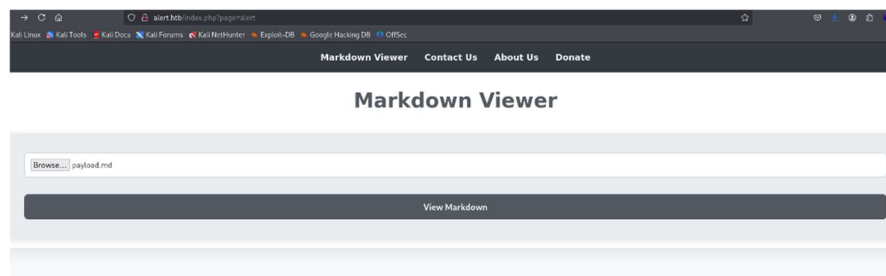 alert.htb/index.php?page=alert
Kali Linux Kali Tools Kali Docs Kali Forums Kali NetHunter Exploit-DB Google Hacking DB OffSec
Markdown Viewer Contact Us About Us Donate
Markdown Viewer
Browse... payload.md
View Markdown